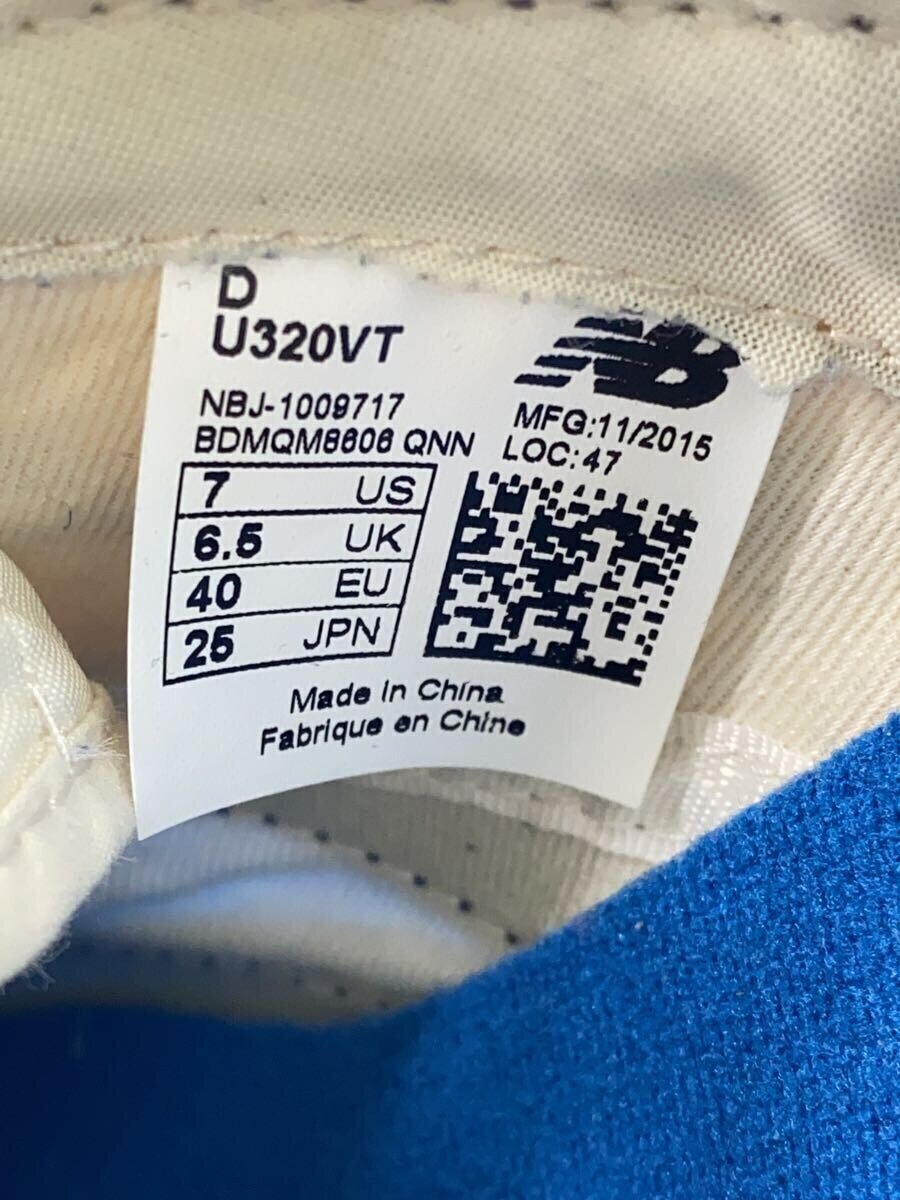 D
U320VT
NB
NBJ-1009717
BDMQM8606 QNN
MFG:11/2015
LOC:47
7 US
6.5 UK
40 EU
25 JPN
Made in China
Fabrique en Chine